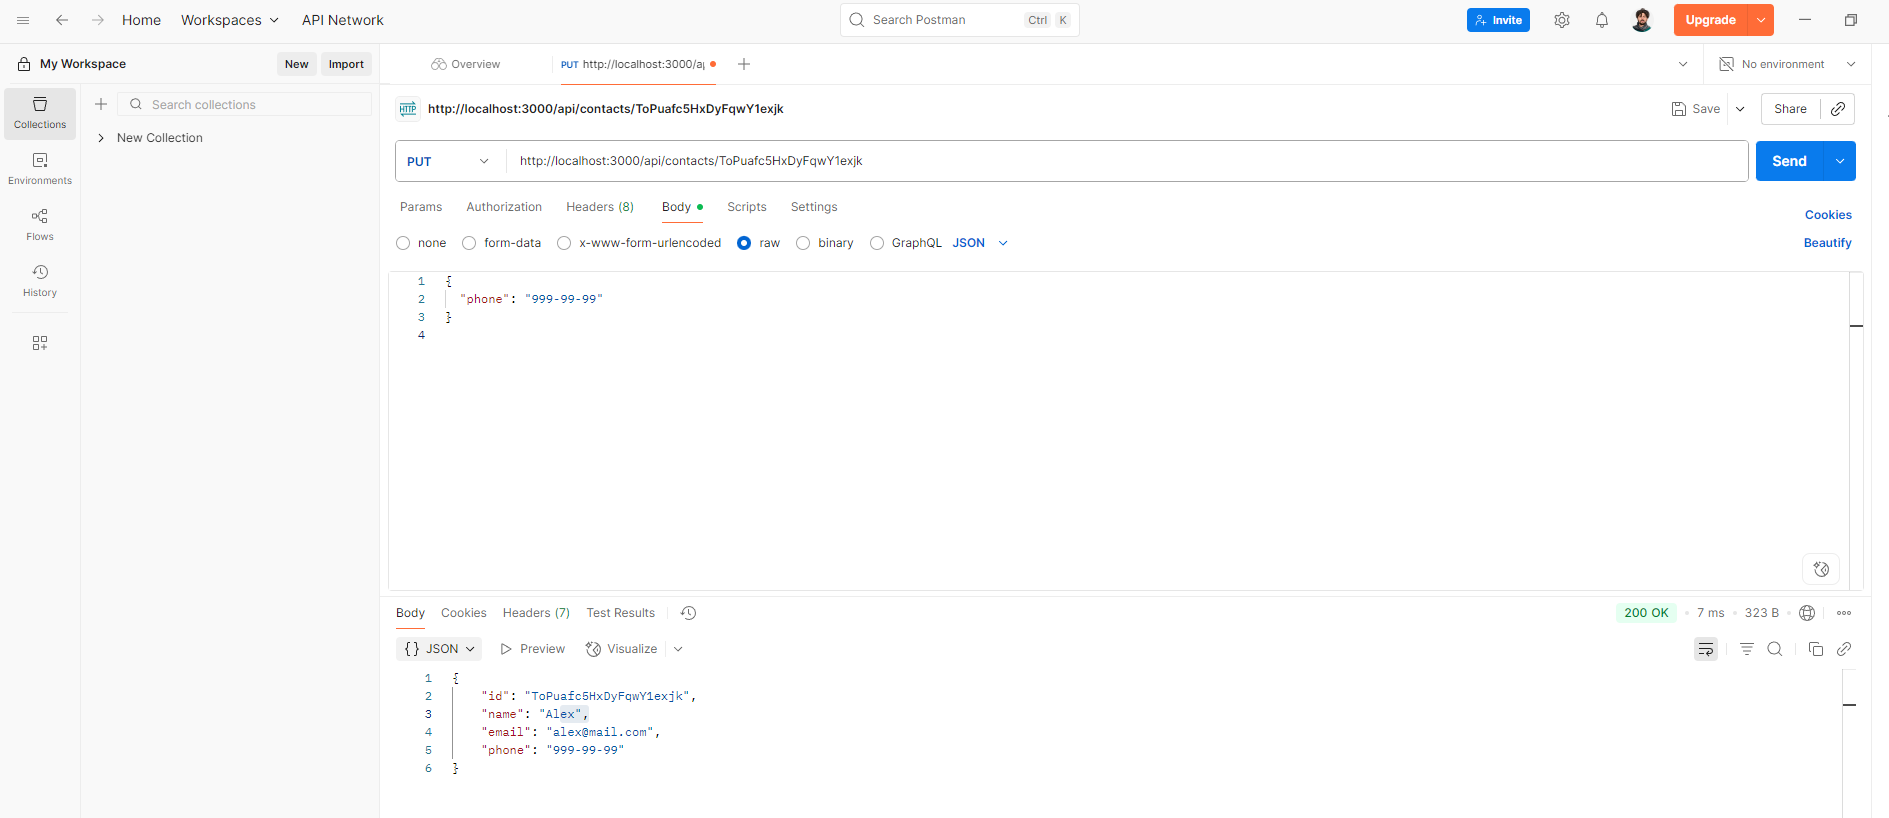 Home Workspaces API Network Search Postman Ctrl K Invite Upgrade
My Workspace New Import Overview PUT http://localhost:3000/ap No environment
Search collections
Collections
New Collection
Environments
Flows
History
http://localhost:3000/api/contacts/ToPuafc5HxDyFqwY1exjk Save Share
PUT http://localhost:3000/api/contacts/ToPuafc5HxDyFqwY1exjk Send
Params Authorization Headers (8) Body Scripts Settings Cookies
none form-data x-www-form-urlencoded raw binary GraphQL JSON Beautify
1 {
2 "phone": "999-99-99"
3 }
4
Body Cookies Headers (7) Test Results 200 OK • 7 ms • 323 B •
{} JSON Preview Visualize
1 {
2 "id": "ToPuafc5HxDyFqwY1exjk",
3 "name": "Alex",
4 "email": "alex@mail.com",
5 "phone": "999-99-99"
6 }